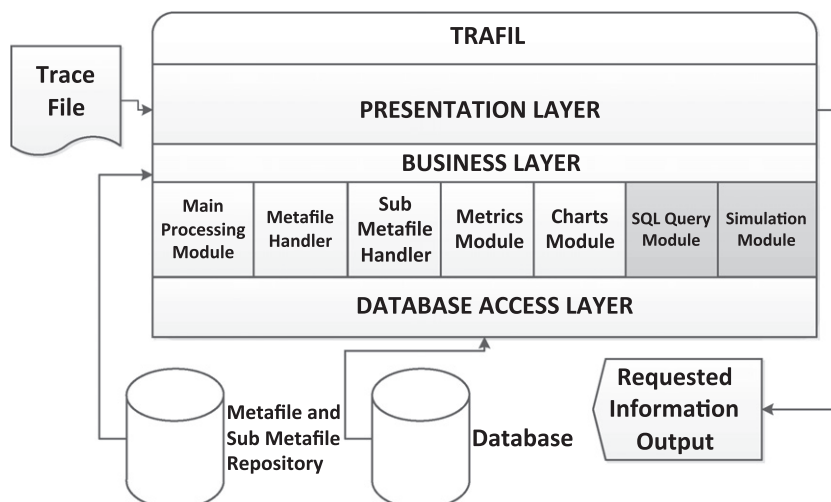 TRAFIL
Trace
File
PRESENTATION LAYER
BUSINESS LAYER
Main
Processing
Module
Metafile
Handler
Sub
Metafile
Handler
Metrics
Module
Charts
Module
SQL Query
Module
Simulation
Module
DATABASE ACCESS LAYER
Metafile and
Sub Metafile
Repository
Database
Requested
Information
Output